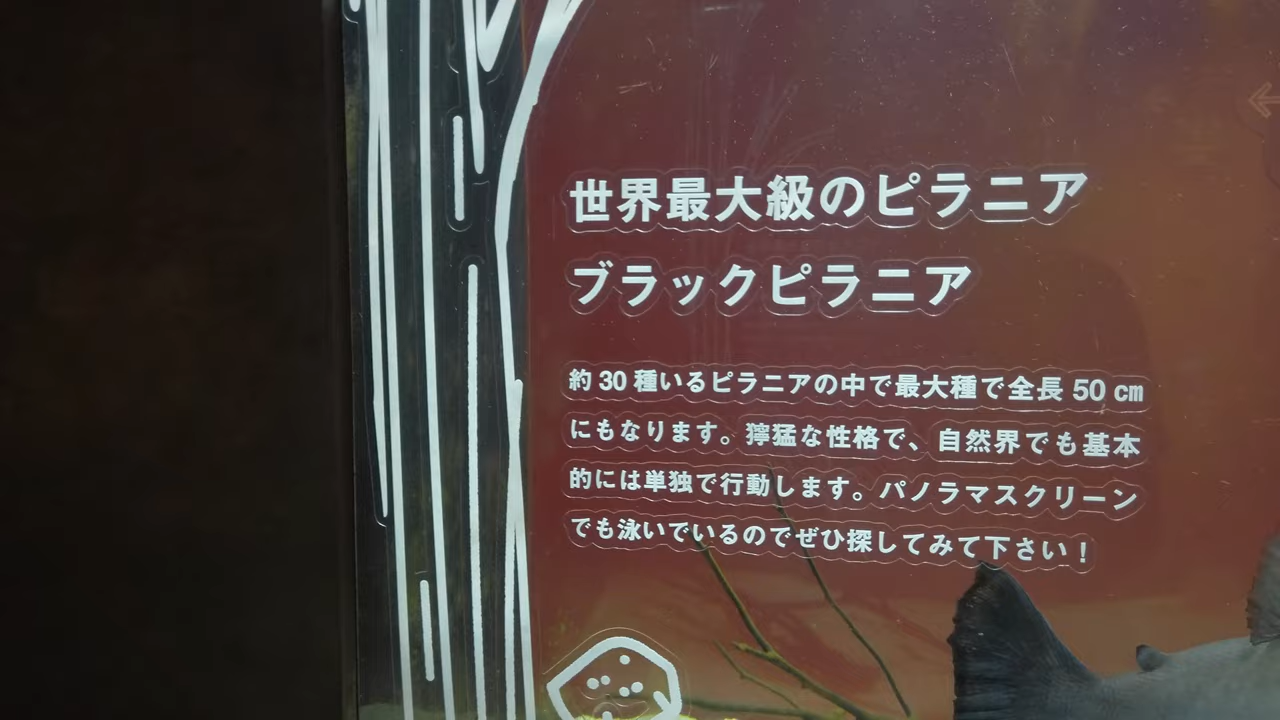 世界最大級のピラニア
ブラックピラニア
約 30 種いるピラニアの中で最大種で全長 50 ㎝
にもなります。獰猛な性格で、自然界でも基本
的には単独で行動します。パノラマスクリーン
でも泳いでいるのでぜひ探してみて下さい！